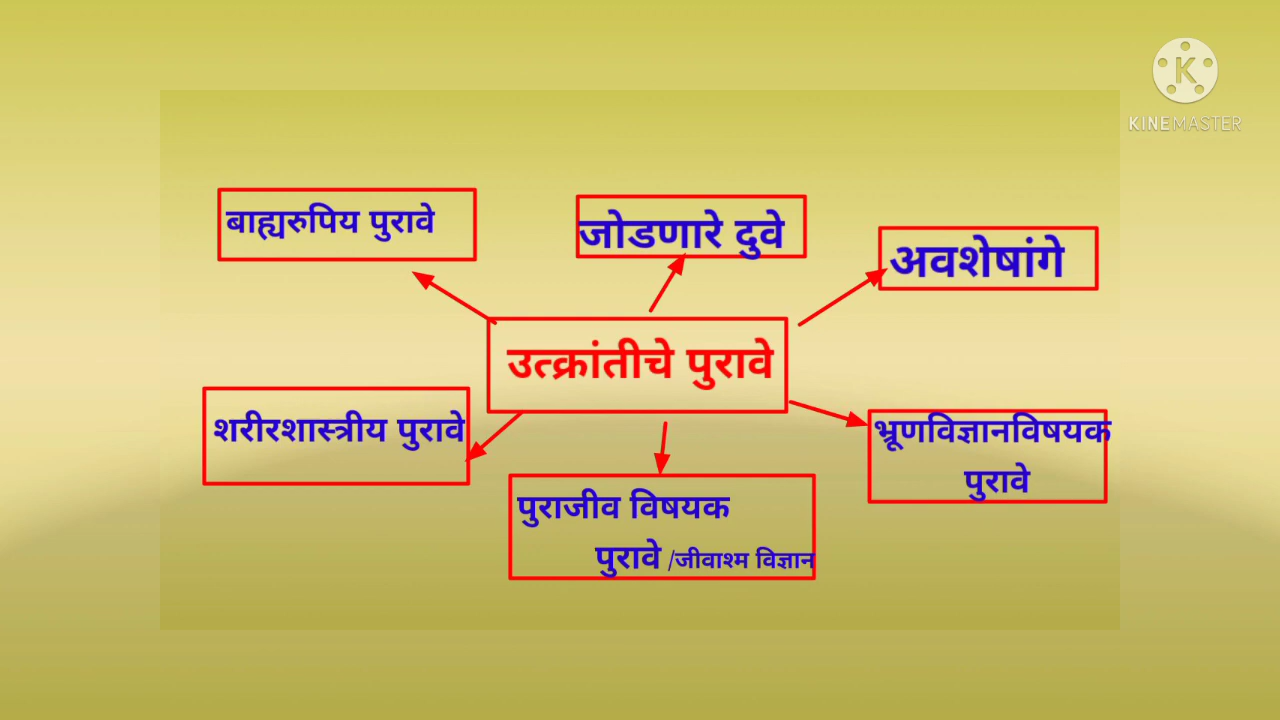 KINEMASTER
बाह्यरुपिय पुरावे
जोडणारे दुवे
अवशेषांगे
उत्क्रांतीचे पुरावे
शरीरशास्त्रीय पुरावे
भ्रूणविज्ञानविषयक
पुरावे
पुराजीव विषयक
पुरावे /जीवाश्म विज्ञान